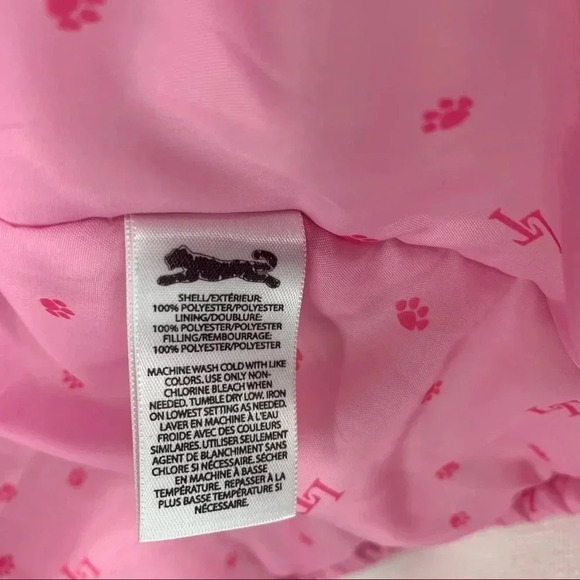 SHELL/EXTÉRIEUR:
100% POLYESTER/POLYESTER
LINING/DOUBLURE:
100% POLYESTER/POLYESTER
FILLING/REMBOURRAGE:
100% POLYESTER/POLYESTER
MACHINE WASH COLD WITH LIKE
COLORS. USE ONLY NON-
CHLORINE BLEACH WHEN
NEEDED. TUMBLE DRY LOW. IRON
ON LOWEST SETTING AS NEEDED.
LAVER EN MACHINE À L'EAU
FROIDE AVEC DES COULEURS
SIMILAIRES. UTILISER SEULEMENT
AGENT DE BLANCHIMENT SANS
CHLORE SI NÉCESSAIRE. SÉCHER
EN MACHINE À BASSE
TEMPÉRATURE. REPASSER À LA
PLUS BASSE TEMPÉRATURE SI
NÉCESSAIRE.